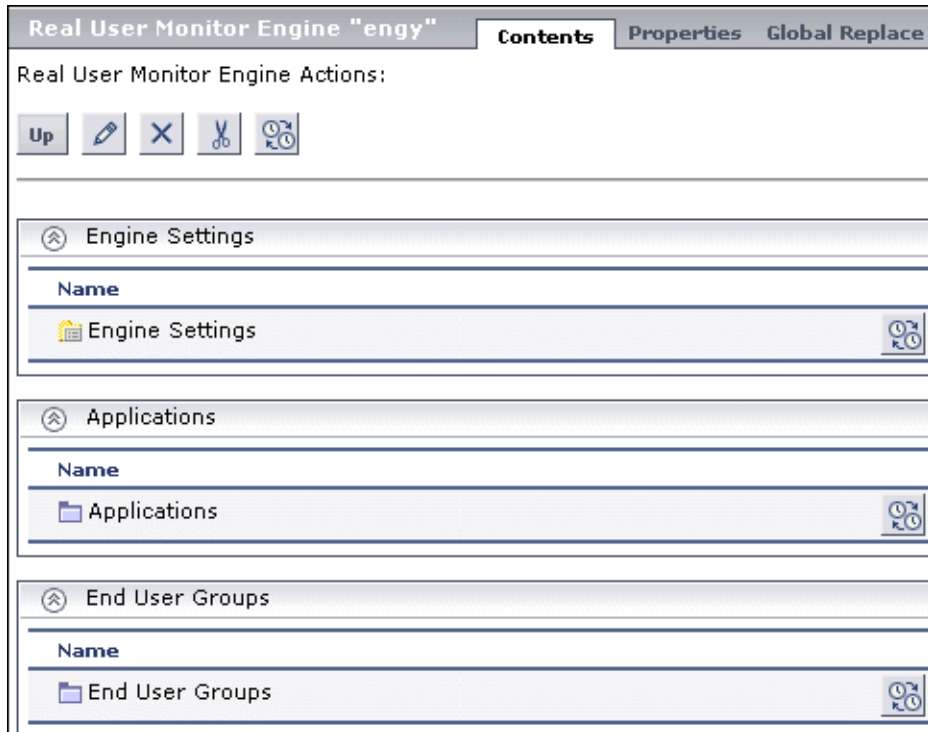 Real User Monitor Engine "engy" Contents Properties Global Replace
Real User Monitor Engine Actions:
Up
Engine Settings
Name
Engine Settings
Applications
Name
Applications
End User Groups
Name
End User Groups